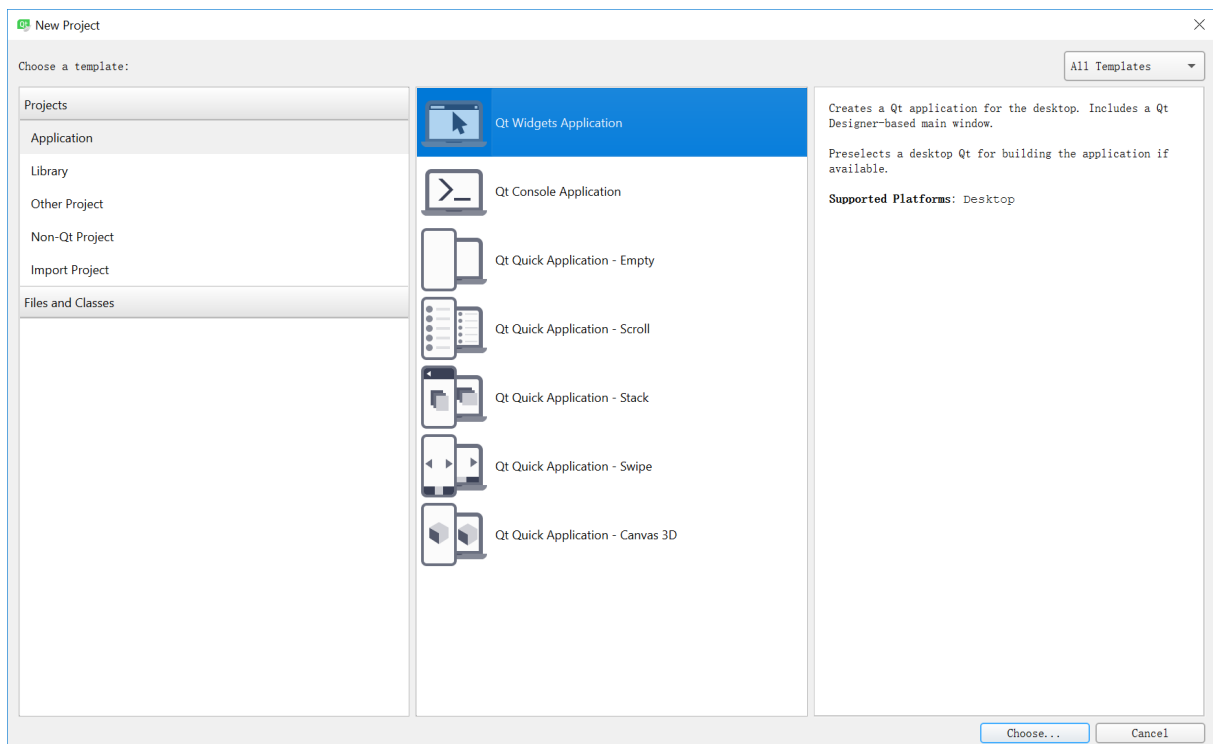 New Project
Choose a template:
All Templates
Projects
Application
Library
Other Project
Non-Qt Project
Import Project
Files and Classes
Qt Widgets Application
Qt Console Application
Qt Quick Application - Empty
Qt Quick Application - Scroll
Qt Quick Application - Stack
Qt Quick Application - Swipe
Qt Quick Application - Canvas 3D
Creates a Qt application for the desktop. Includes a Qt
Designer-based main window.
Preselects a desktop Qt for building the application if
available.
Supported Platforms: Desktop
Choose...
Cancel